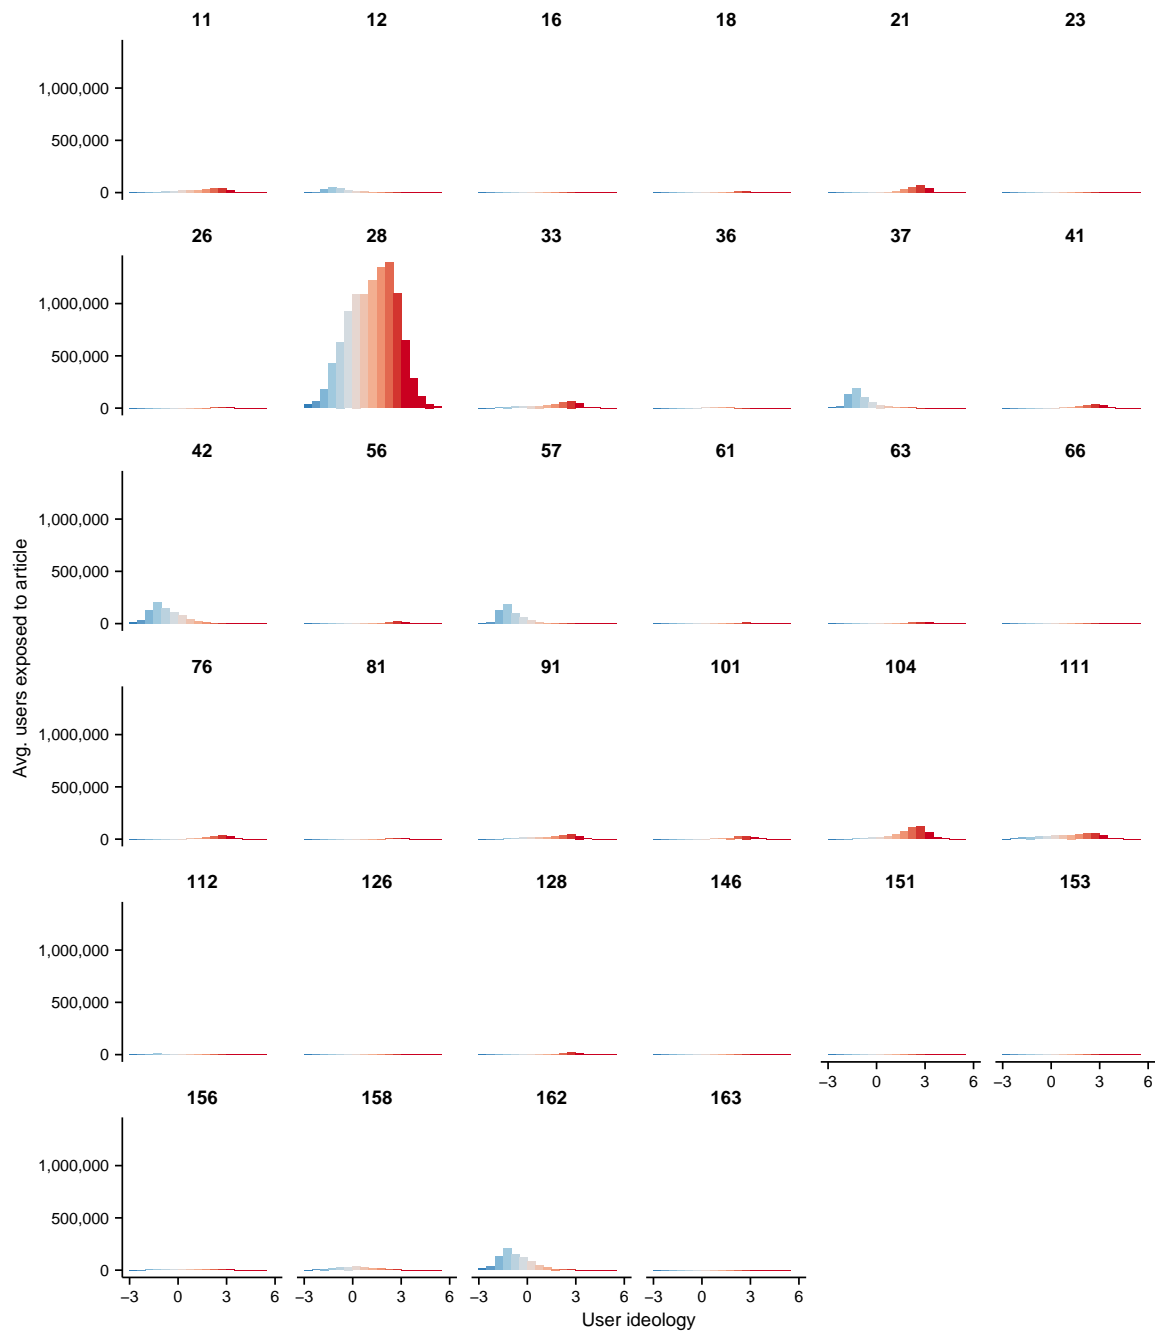 11 12 16 18 21 23
1,000,000
500,000
0
26 28 33 36 37 41
1,000,000
500,000
0
42 56 57 61 63 66
1,000,000
500,000
0
Avg. users exposed to article
76 81 91 101 104 111
1,000,000
500,000
0
112 126 128 146 151 153
1,000,000
500,000
0
−3 0 3 6 −3 0 3 6
156 158 162 163
1,000,000
500,000
0
−3 0 3 6 −3 0 3 6 −3 0 3 6 −3 0 3 6
User ideology